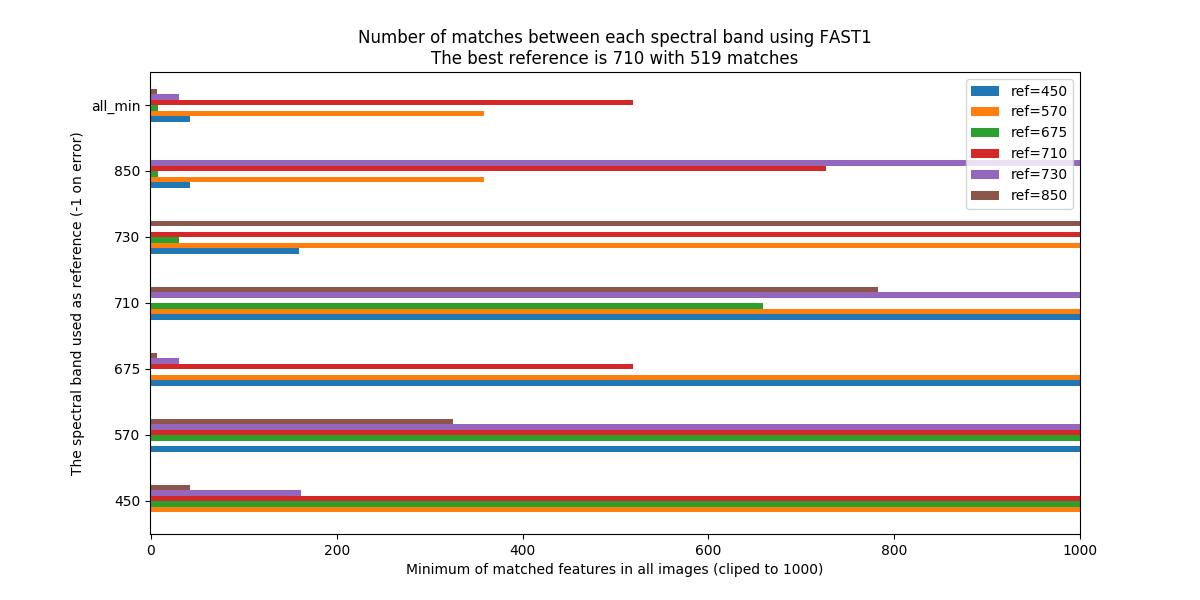 Number of matches between each spectral band using FAST1
The best reference is 710 with 519 matches
The spectral band used as reference (-1 on error)
all_min
850
730
710
675
570
450
ref=450
ref=570
ref=675
ref=710
ref=730
ref=850
0 200 400 600 800 1000
Minimum of matched features in all images (cliped to 1000)